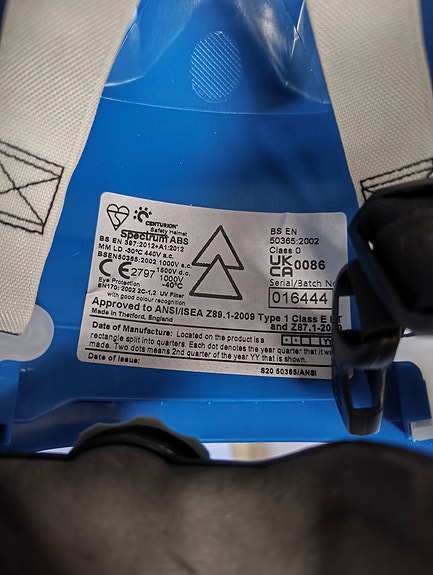 CENTURION
Safety Helmet
Spectrum ABS
BS EN 397:2012+A1:2012
MM LD -30°C 440V a.c.
BSEN50365:2002 1000V a.c.
1500V d.c.
CE 2797 1000V
-40°C
Eye Protection
EN170: 2002 2C-1,2 UV Filter
with good colour recognition
BS EN
50365:2002
Class 0
UK
CA 0086
Serial/Batch No
016444
Approved to ANSI/ISEA Z89.1-2009 Type 1 Class E
Made in Thetford, England
and Z87.1-20
Date of Manufacture: Located on the product is a
rectangle split into quarters. Each dot denotes the year quarter that it
made. Two dots means 2nd quarter of the year YY that is shown.
YY
Date of issue:
S20 50365/ANSI